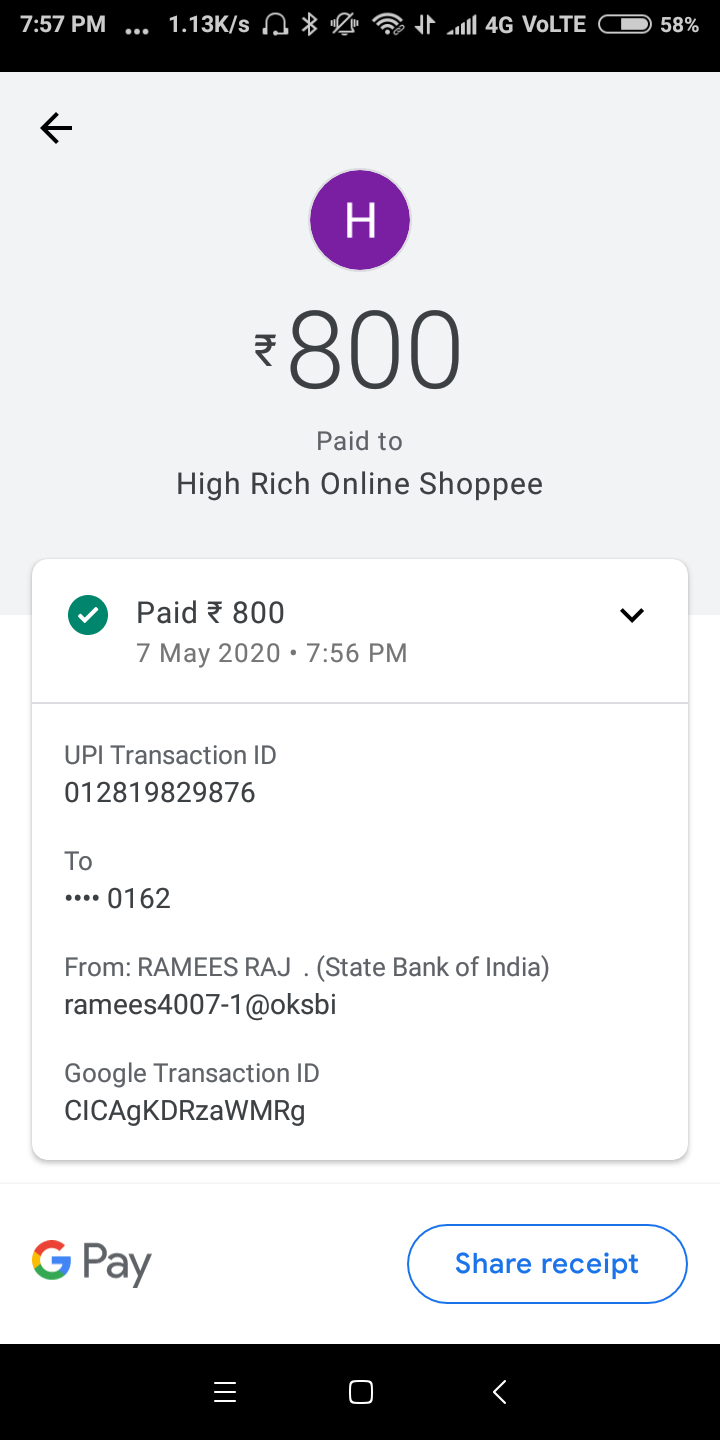 7:57 PM ... 1.13K/s 4G VoLTE 58%
H
₹800
Paid to
High Rich Online Shoppee
Paid ₹ 800
7 May 2020 • 7:56 PM
UPI Transaction ID
012819829876
To
•••• 0162
From: RAMEES RAJ . (State Bank of India)
ramees4007-1@oksbi
Google Transaction ID
CICAgKDRzaWMRg
G Pay
Share receipt